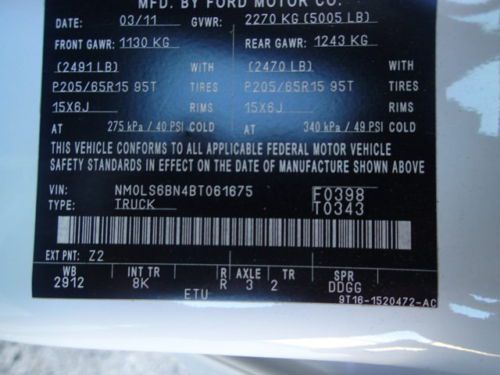 MFD. BY FORD MOTOR CO.
DATE: 03/11 GVWR: 2270 KG (5005 LB)
FRONT GAWR: 1130 KG REAR GAWR: 1243 KG
(2491 LB) WITH (2470 LB) WITH
P205/65R15 95T TIRES P205/65R15 95T TIRES
15X6J RIMS 15X6J RIMS
AT 275 kPa / 40 PSI COLD AT 340 kPa / 49 PSI COLD
THIS VEHICLE CONFORMS TO ALL APPLICABLE FEDERAL MOTOR VEHICLE
SAFETY STANDARDS IN EFFECT ON THE DATE OF MANUFACTURE SHOWN ABOVE
VIN: NM0LS6BN4BT061675 F0398
TYPE: TRUCK T0343
EXT PNT: Z2
WB INT TR R AXLE TR SPR
2912 8K R 3 2 DDGG
ETU 9T16-1520472-AC